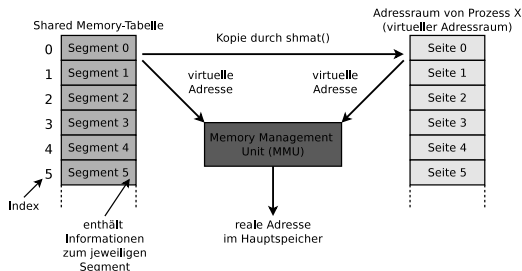 Shared Memory-Tabelle
Adressraum von Prozess X
(virtueller Adressraum)
0
Segment 0
Kopie durch shmat()
Seite 0
1
Segment 1
virtuelle
Adresse
virtuelle
Adresse
Seite 1
2
Segment 2
Seite 2
3
Segment 3
Memory Management
Unit (MMU)
Seite 3
4
Segment 4
Seite 4
5
Segment 5
Seite 5
Index
enthält
Informationen
zum jeweiligen
Segment
reale Adresse
im Hauptspeicher